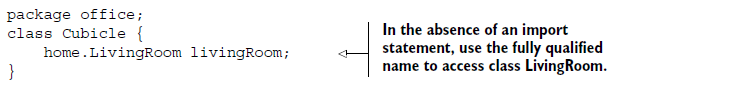 package office;
class Cubicle {
    home.LivingRoom livingRoom;
}
In the absence of an import
statement, use the fully qualified
name to access class LivingRoom.